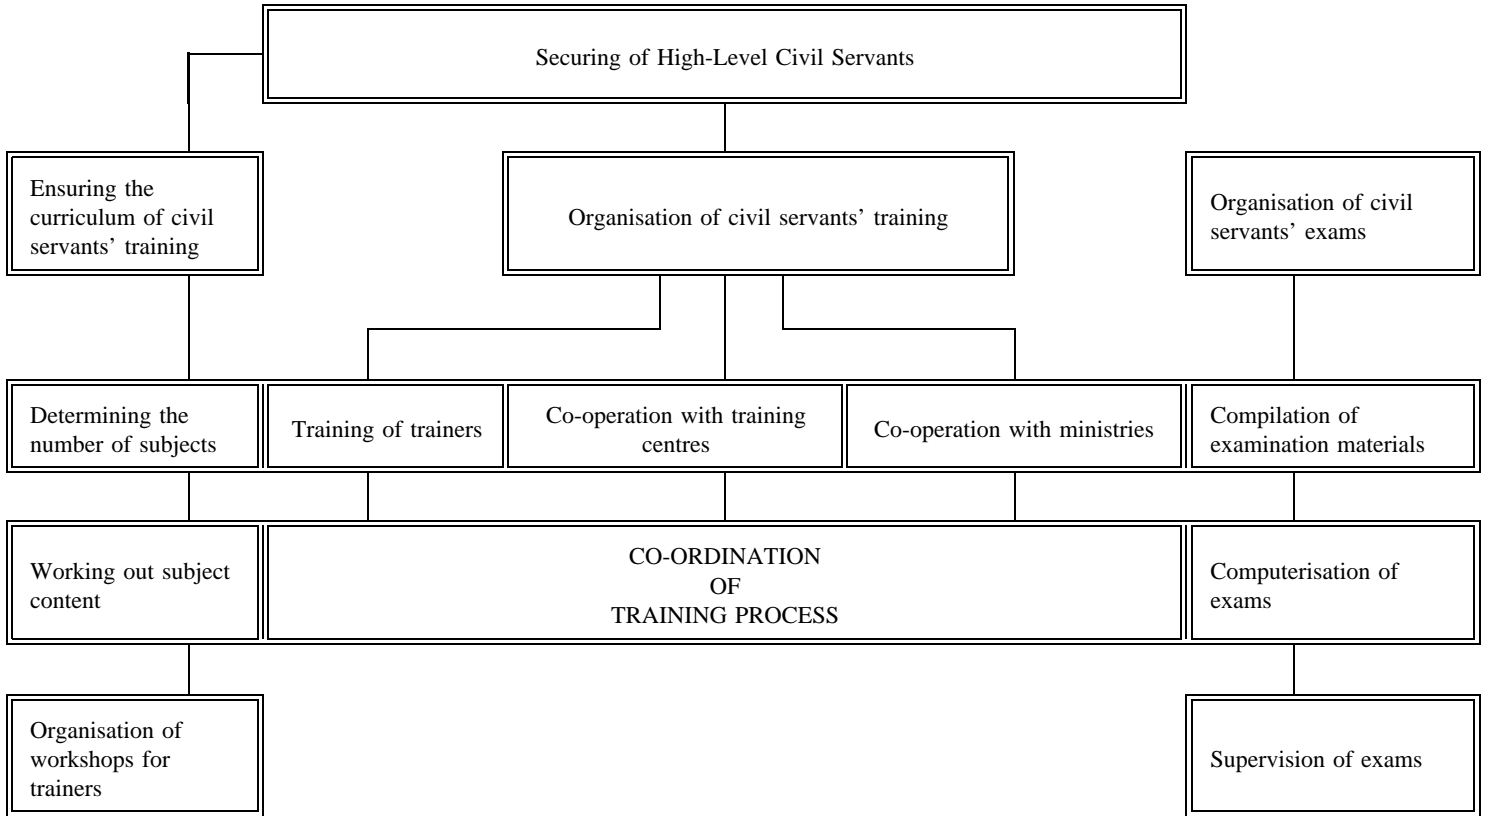 Securing of High-Level Civil Servants
Ensuring the
curriculum of civil
servants’ training
Organisation of civil servants’ training
Organisation of civil
servants’ exams
Determining the
number of subjects
Training of trainers
Co-operation with training
centres
Co-operation with ministries
Compilation of
examination materials
Working out subject
content
CO-ORDINATION
OF
TRAINING PROCESS
Computerisation of
exams
Organisation of
workshops for
trainers
Supervision of exams